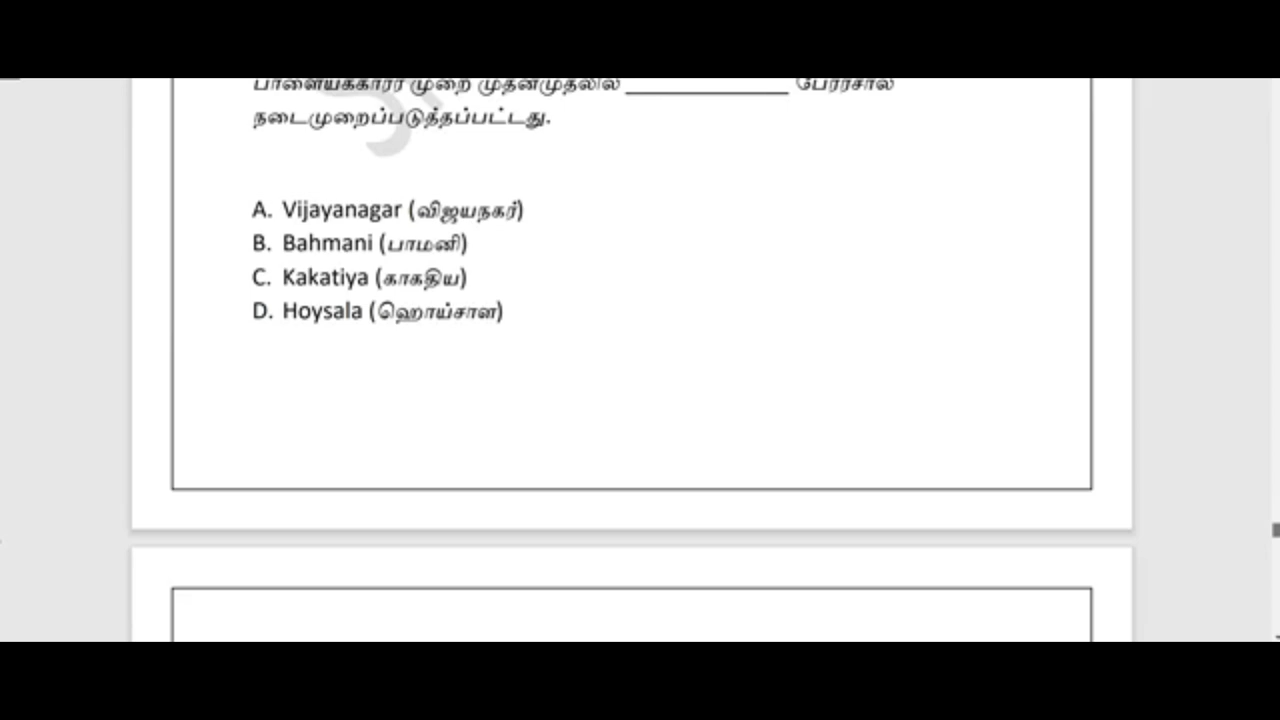 பாளையக்காரர் முறை முதன்முதலில் ______________ பேரரசால்
நடைமுறைப்படுத்தப்பட்டது.
A. Vijayanagar (விஜயநகர்)
B. Bahmani (பாமனி)
C. Kakatiya (காகதிய)
D. Hoysala (ஹொய்சான)